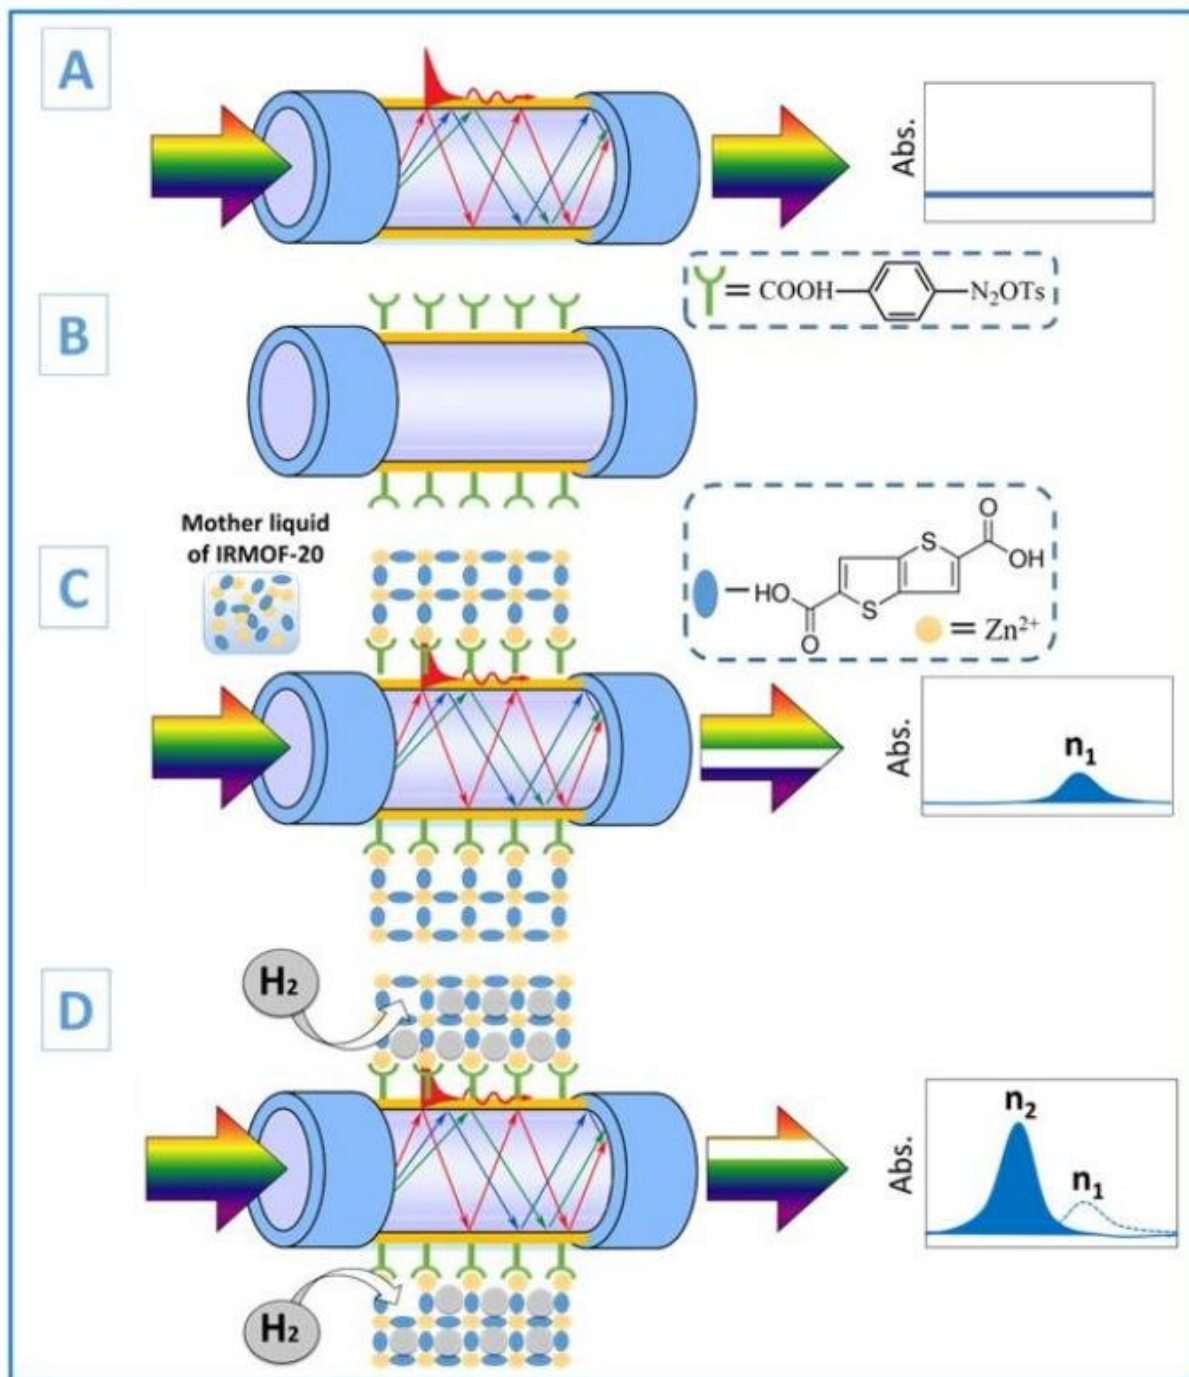 A
Abs.
= COOH N₂OTs
B
Mother liquid
of IRMOF-20
C
O
S
OH
HO
S
O
= Zn²⁺
Abs.
n₁
H₂
D
n₂
n₁
Abs.
H₂